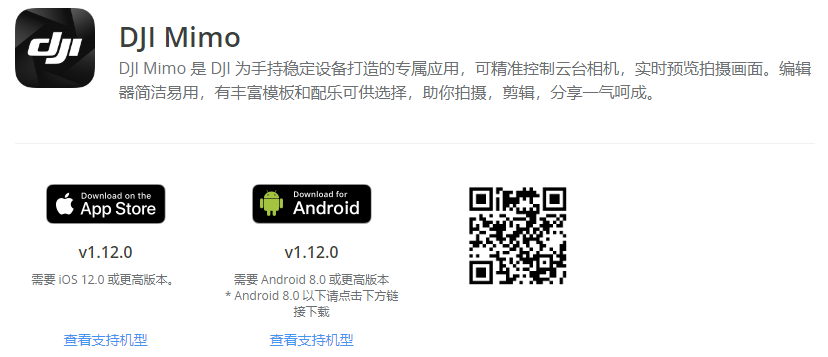 dji
DJI Mimo
DJI Mimo 是 DJI 为手持稳定设备打造的专属应用，可精准控制云台相机，实时预览拍摄画面。编辑
器简洁易用，有丰富模板和配乐可供选择，助你拍摄，剪辑，分享一气呵成。
Download on the
App Store
Download for
Android
v1.12.0
v1.12.0
需要 iOS 12.0 或更高版本。
需要 Android 8.0 或更高版本
* Android 8.0 以下请点击下方链
接下载
查看支持机型
查看支持机型